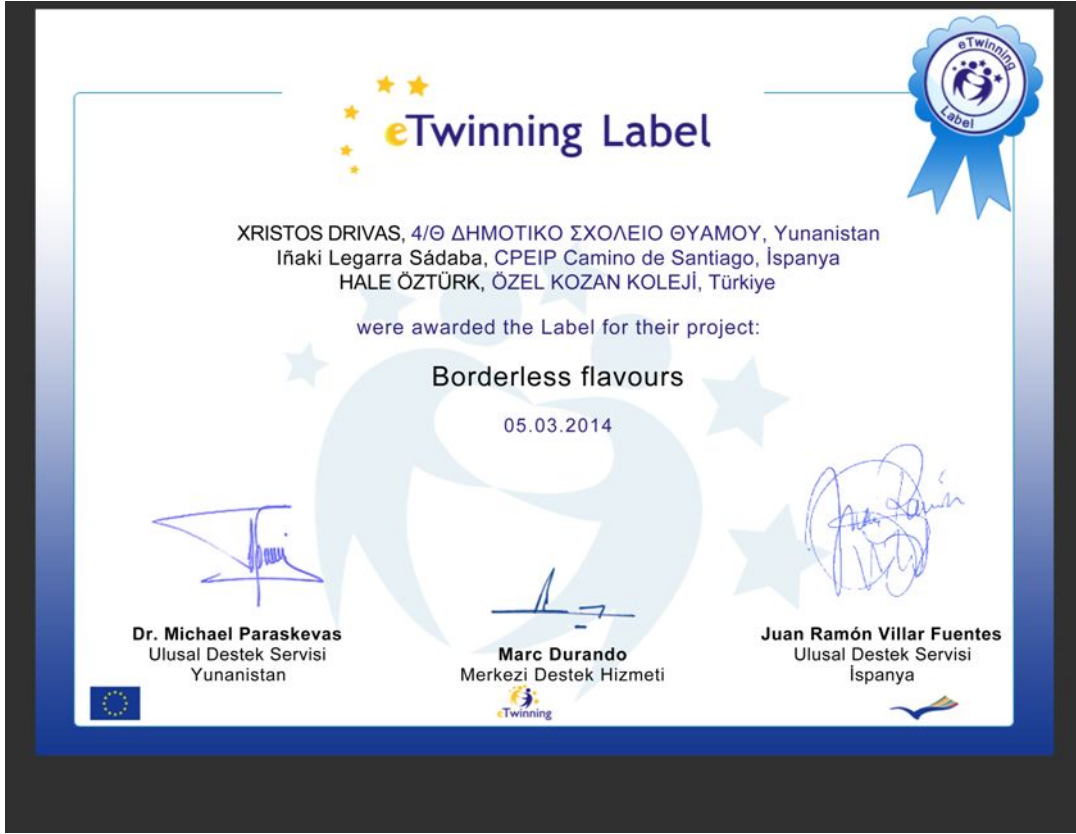 eTwinning
Label
eTwinning Label
XRISTOS DRIVAS, 4/Θ ΔΗΜΟΤΙΚΟ ΣΧΟΛΕΙΟ ΘΥΑΜΟΥ, Yunanistan
Iñaki Legarra Sádaba, CPEIP Camino de Santiago, İspanya
HALE ÖZTÜRK, ÖZEL KOZAN KOLEJİ, Türkiye
were awarded the Label for their project:
Borderless flavours
05.03.2014
Juan Ramón
Dr. Michael Paraskevas
Ulusal Destek Servisi
Yunanistan
Marc Durando
Merkezi Destek Hizmeti
eTwinning
Juan Ramón Villar Fuentes
Ulusal Destek Servisi
İspanya